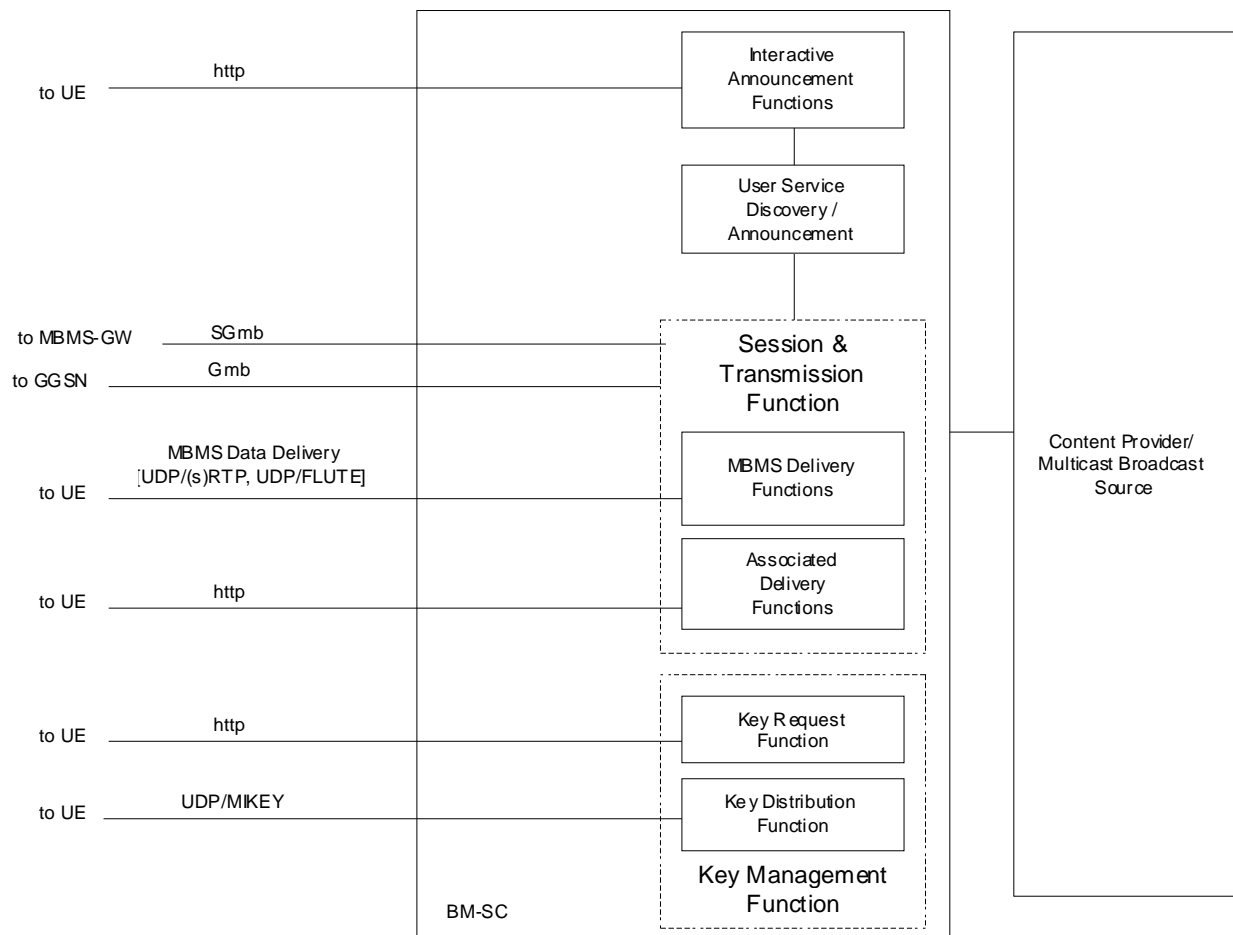 Interactive
Announcement
Functions
http
to UE
User Service
Discovery /
Announcement
to MBMS-GW
SGmb
to GGSN
Gmb
Session &
Transmission
Function
MBMS Data Delivery
[UDP/(s)RTP, UDP/FLUTE]
to UE
MBMS Delivery
Functions
Content Provider/
Multicast Broadcast
Source
Associated
Delivery
Functions
http
to UE
Key Request
Function
http
to UE
UDP/MIKEY
to UE
Key Distribution
Function
Key Management
Function
BM-SC